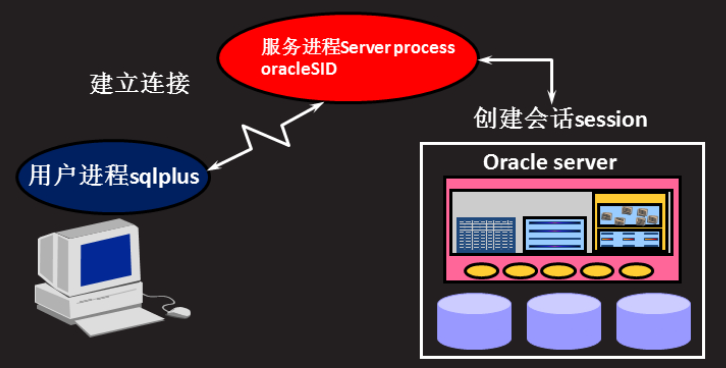 服务进程Server process
oracleSID
建立连接
创建会话session
用户进程sqlplus
Oracle server